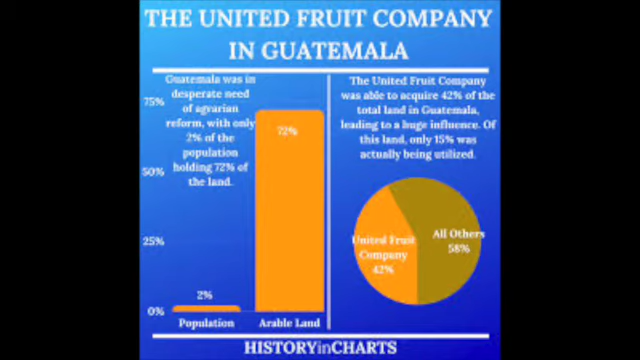 THE UNITED FRUIT COMPANY
IN GUATEMALA
Guatemala was in
desperate need
of agrarian
reform, with only
2% of the
population
holding 72% of
the land.
75%
50%
25%
0%
72%
2%
Population
Arable Land
The United Fruit Company
was able to acquire 42% of the
total land in Guatemala,
leading to a huge influence. Of
this land, only 15% was
actually being utilized.
United Fruit
Company
42%
All Others
58%
HISTORYinCHARTS